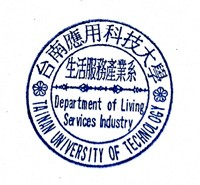 台南應用科技大學
生活服務產業系
Department of Living
Services Industry
TAINAN UNIVERSITY OF TECHNOLOGY